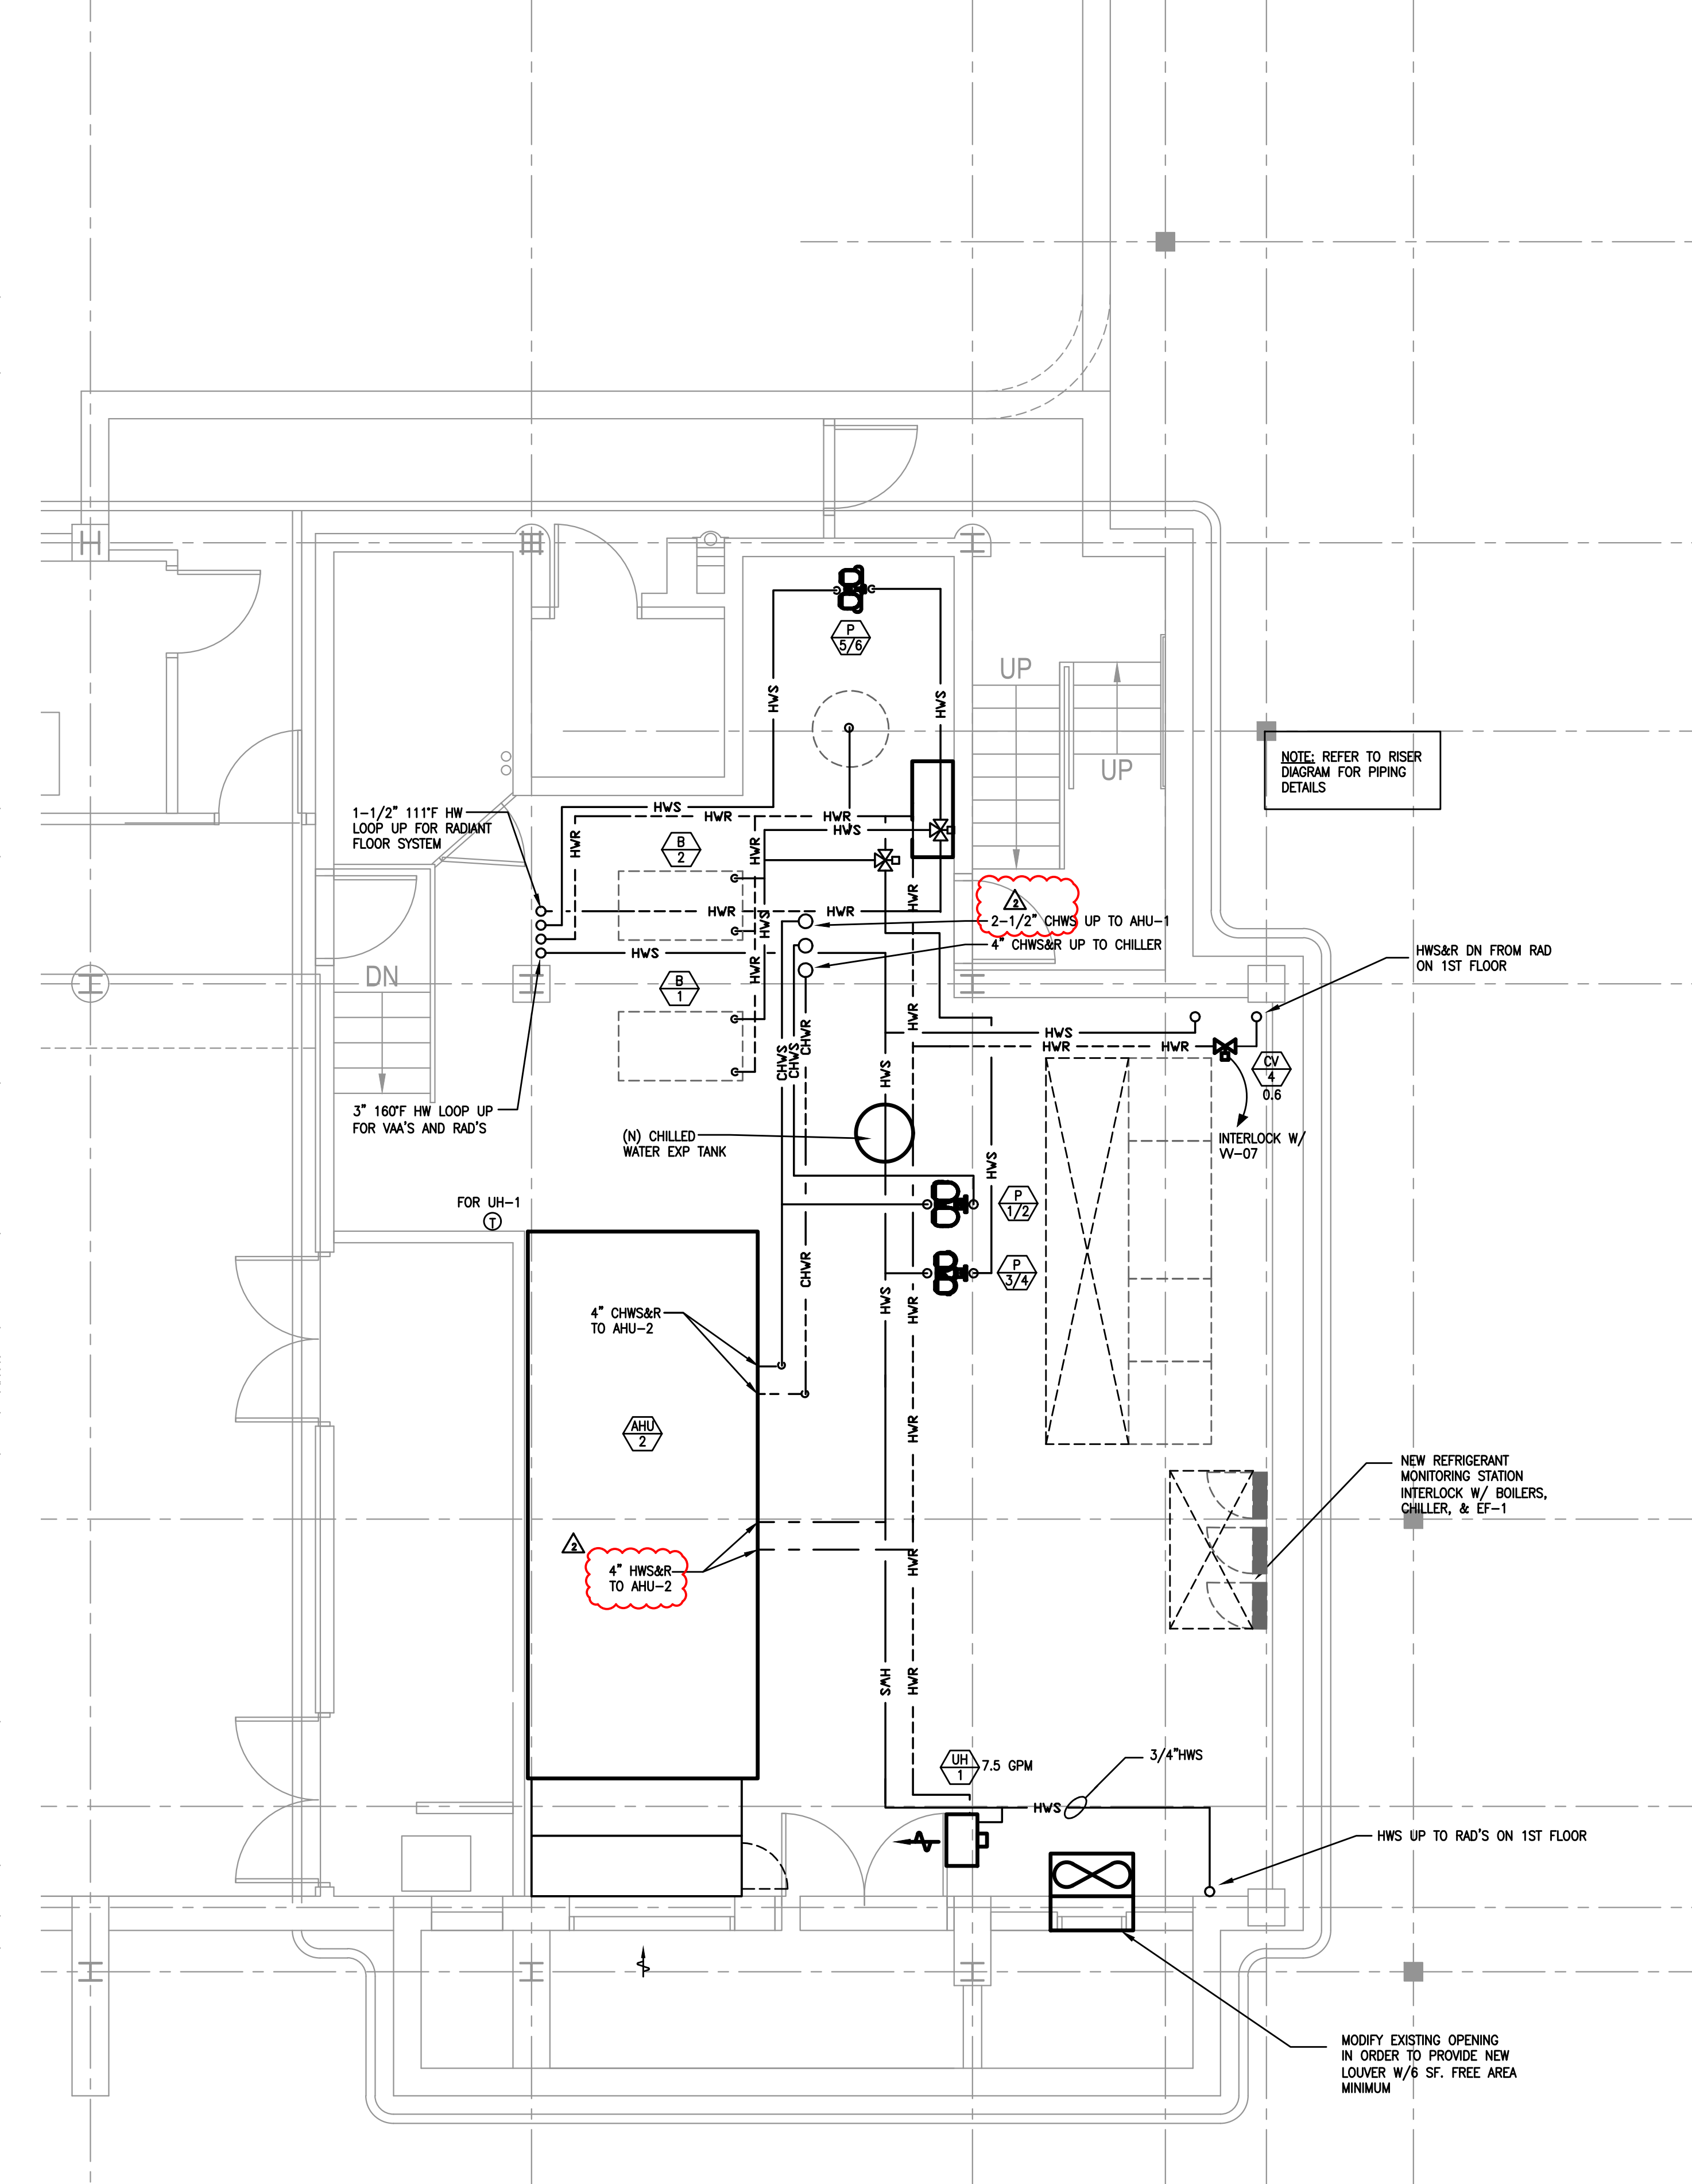 P
5/6
HWS
HWS
UP
UP
NOTE: REFER TO RISER
DIAGRAM FOR PIPING
DETAILS
1-1/2" 111°F HW
LOOP UP FOR RADIANT
FLOOR SYSTEM
HWS
HWR
HWR
HWS
HWR
B
2
HWR
HWR
HWR
HWR
HWS
2
2-1/2" CHWS UP TO AHU-1
4" CHWS&R UP TO CHILLER
HWS&R DN FROM RAD
ON 1ST FLOOR
HWS
HWR
DN
B
1
HWR
HWS
HWR
HWR
CHWS
CHWS
CHWR
HWS
CV
4
0.6
3" 160°F HW LOOP UP
FOR VAA'S AND RAD'S
(N) CHILLED
WATER EXP TANK
INTERLOCK W/
VV-07
HWS
FOR UH-1
T
P
1/2
P
3/4
CHWR
HWS
HWR
4" CHWS&R
TO AHU-2
AHU
2
HWR
NEW REFRIGERANT
MONITORING STATION
INTERLOCK W/ BOILERS,
CHILLER, & EF-1
2
4" HWS&R
TO AHU-2
HWR
HWS
HWR
UH
1
7.5 GPM
3/4"HWS
HWS
HWS UP TO RAD'S ON 1ST FLOOR
MODIFY EXISTING OPENING
IN ORDER TO PROVIDE NEW
LOUVER W/6 SF. FREE AREA
MINIMUM